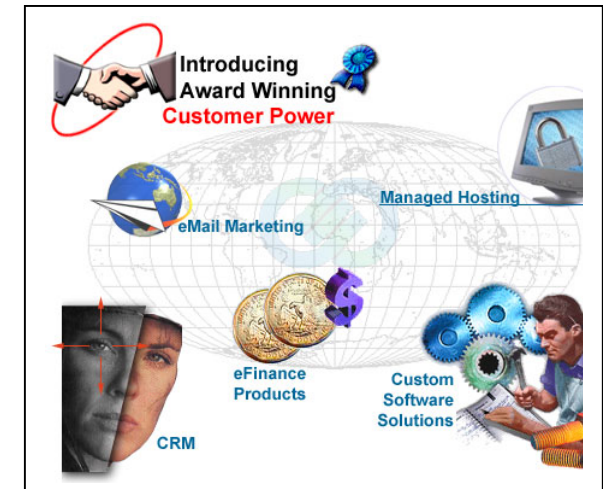 Introducing
Award Winning
Customer Power
Managed Hosting
eMail Marketing
eFinance
Products
Custom
Software
Solutions
CRM